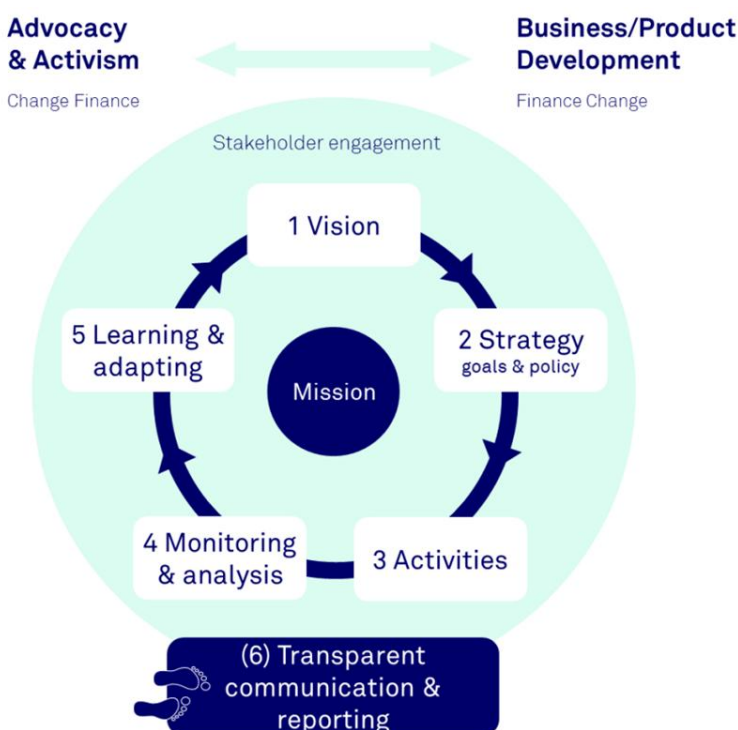 Advocacy
& Activism
Change Finance
Business/Product
Development
Finance Change
Stakeholder engagement
1 Vision
2 Strategy
goals & policy
3 Activities
4 Monitoring
& analysis
5 Learning &
adapting
Mission
(6) Transparent
communication &
reporting